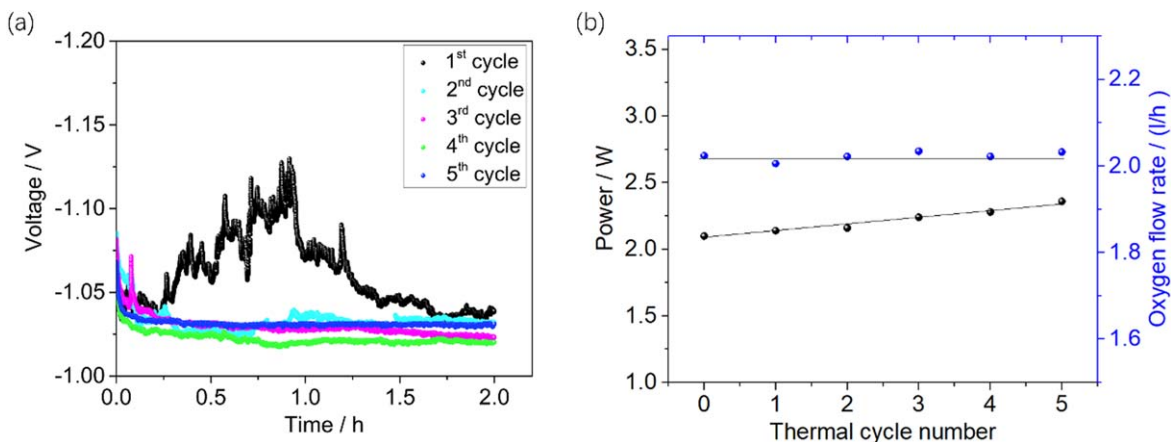 (a)
-1.20
-1.15
-1.10
-1.05
-1.00
Voltage / V
0.0 0.5 1.0 1.5 2.0
Time / h
1st cycle
2nd cycle
3rd cycle
4th cycle
5th cycle
(b)
3.5
3.0
2.5
2.0
1.5
1.0
Power / W
0 1 2 3 4 5
Thermal cycle number
2.2
2.0
1.8
1.6
Oxygen flow rate / (l/h )